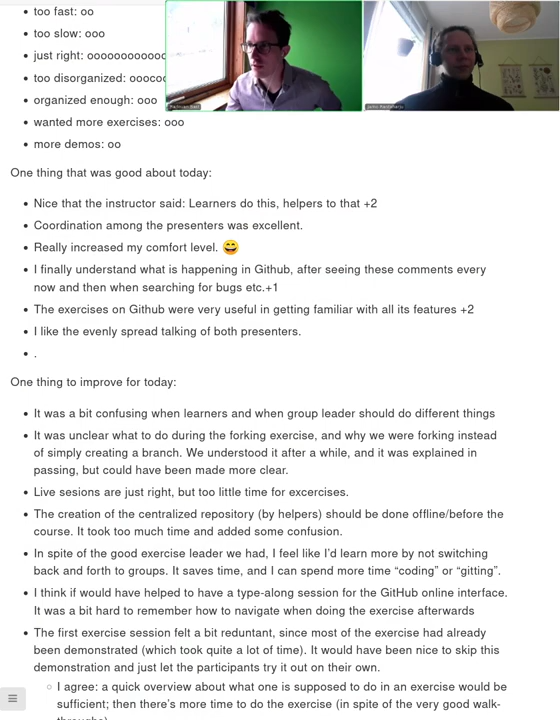 too fast: oo
too slow: ooo
just right: oooooooooooo
too disorganized:
organized enough: ooo
wanted more exercises: ooo
more demos: oo
One thing that was good about today:
Nice that the instructor said: Learners do this, helpers to that +2
Coordination among the presenters was excellent.
Really increased my comfort level. 😄
I finally understand what is happening in Github, after seeing these comments every
now and then when searching for bugs etc.+1
The exercises on Github were very useful in getting familiar with all its features +2
I like the evenly spread talking of both presenters.
.
One thing to improve for today:
It was a bit confusing when learners and when group leader should do different things
It was unclear what to do during the forking exercise, and why we were forking instead
of simply creating a branch. We understood it after a while, and it was explained in
passing, but could have been made more clear.
Live sesions are just right, but too little time for excercises.
The creation of the centralized repository (by helpers) should be done offline/before the
course. It took too much time and added some confusion.
In spite of the good exercise leader we had, I feel like I'd learn more by not switching
back and forth to groups. It saves time, and I can spend more time “coding” or “gitting”.
I think if would have helped to have a type-along session for the GitHub online interface.
It was a bit hard to remember how to navigate when doing the exercise afterwards
The first exercise session felt a bit reduntant, since most of the exercise had already
been demonstrated (which took quite a lot of time). It would have been nice to skip this
demonstration and just let the participants try it out on their own.
I agree: a quick overview about what one is supposed to do in an exercise would be
sufficient; then there's more time to do the exercise (in spite of the very good walk-